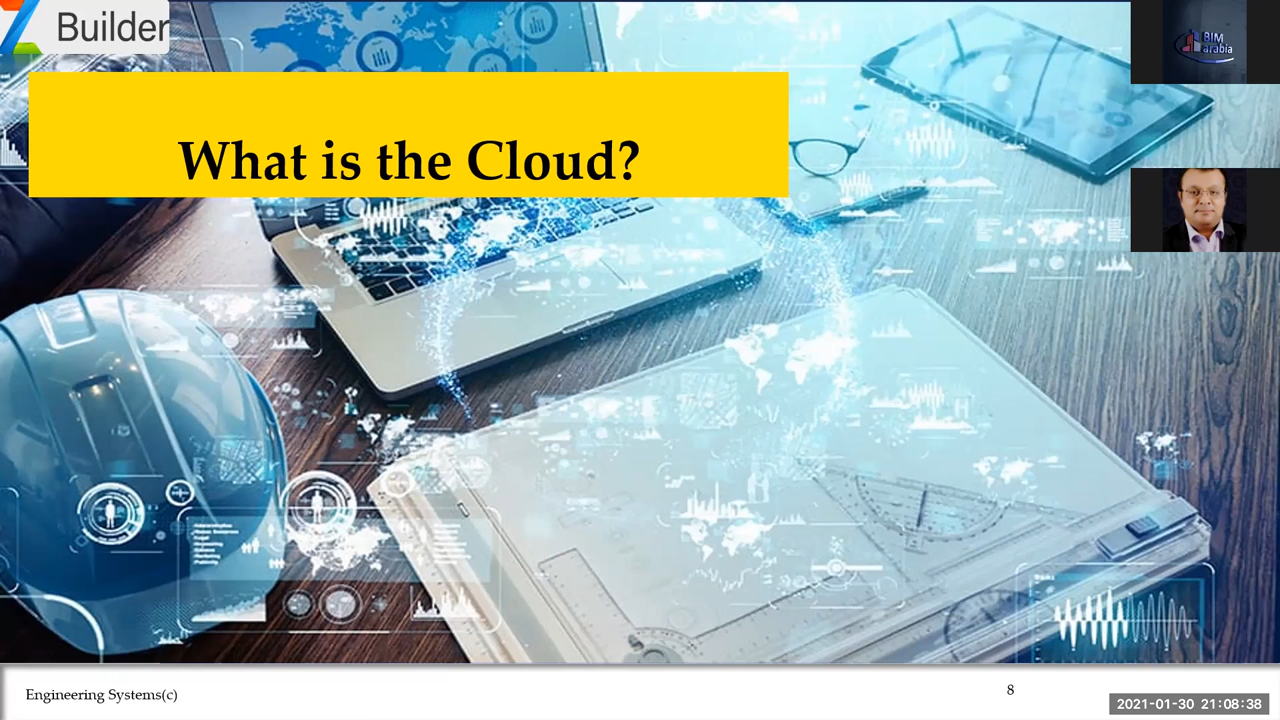 Builder
BIM
arabia
What is the Cloud?
Engineering Systems(c)
8
2021-01-30 21:08:38